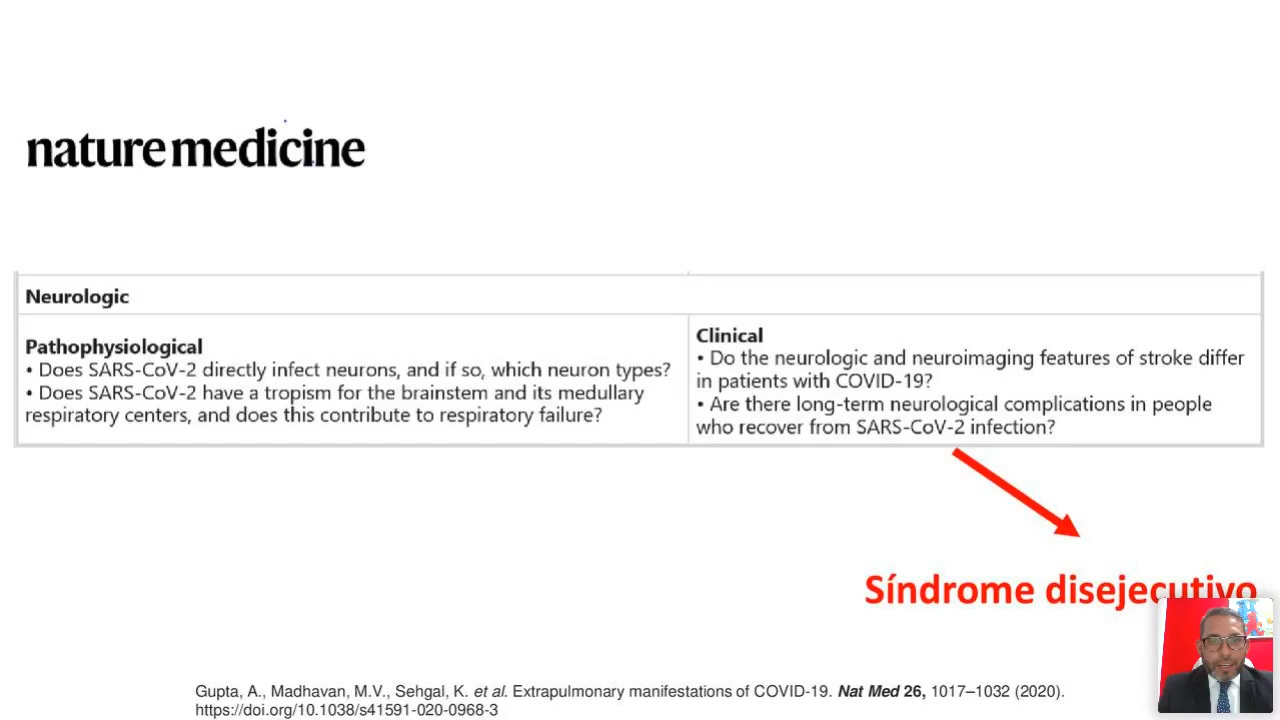 nature medicine
Neurologic
Pathophysiological
• Does SARS-CoV-2 directly infect neurons, and if so, which neuron types?
• Does SARS-CoV-2 have a tropism for the brainstem and its medullary
respiratory centers, and does this contribute to respiratory failure?
Clinical
• Do the neurologic and neuroimaging features of stroke differ
in patients with COVID-19?
• Are there long-term neurological complications in people
who recover from SARS-CoV-2 infection?
Síndrome disejecutivo
Gupta, A., Madhavan, M.V., Sehgal, K. et al. Extrapulmonary manifestations of COVID-19. Nat Med 26, 1017–1032 (2020).
https://doi.org/10.1038/s41591-020-0968-3